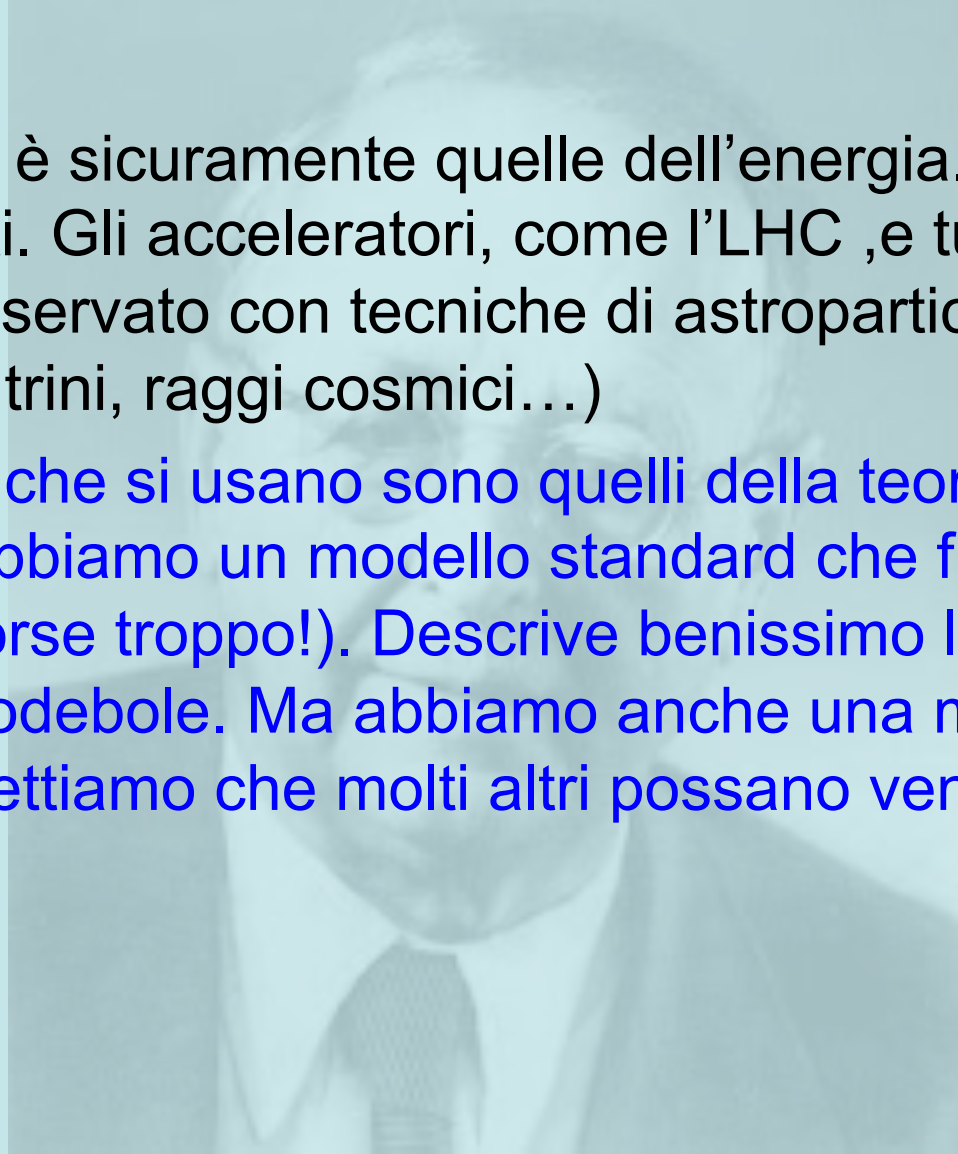 è sicuramente quelle dell’energia.
i. Gli acceleratori, come l’LHC ,e tu
servato con tecniche di astropartic
trini, raggi cosmici…)
che si usano sono quelli della teor
bbiamo un modello standard che f
orse troppo!). Descrive benissimo l
odebole. Ma abbiamo anche una m
ettiamo che molti altri possano ver